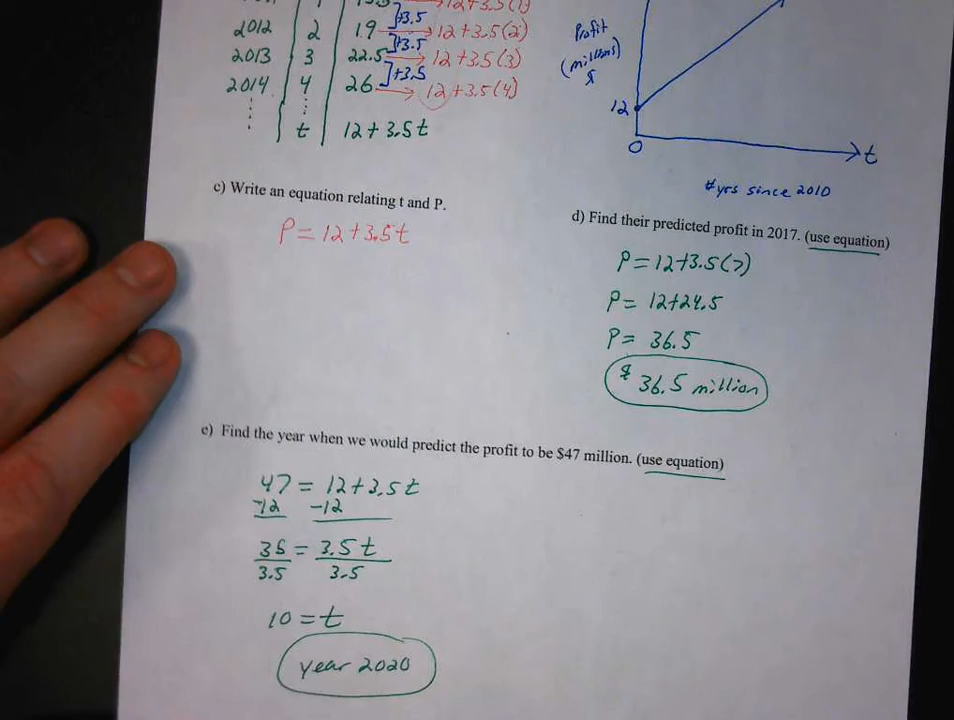 2012 2 19 → 12+3.5(2)
]+3.5
2013 3 22.5 → 12+3.5(3)
]+3.5
2014 4 26 → 12+3.5(4)
]+3.5
t 12+3.5t
Profit
(millions)
$
12
0
t
#yrs since 2010
c) Write an equation relating t and P.
P=12+3.5t
d) Find their predicted profit in 2017. (use equation)
P=12+3.5(7)
P= 12+24.5
P= 36.5
$ 36.5 million
e) Find the year when we would predict the profit to be $47 million. (use equation)
47 = 12+3.5t
-12 -12
35 = 3.5t
3.5 3.5
10 = t
year 2020